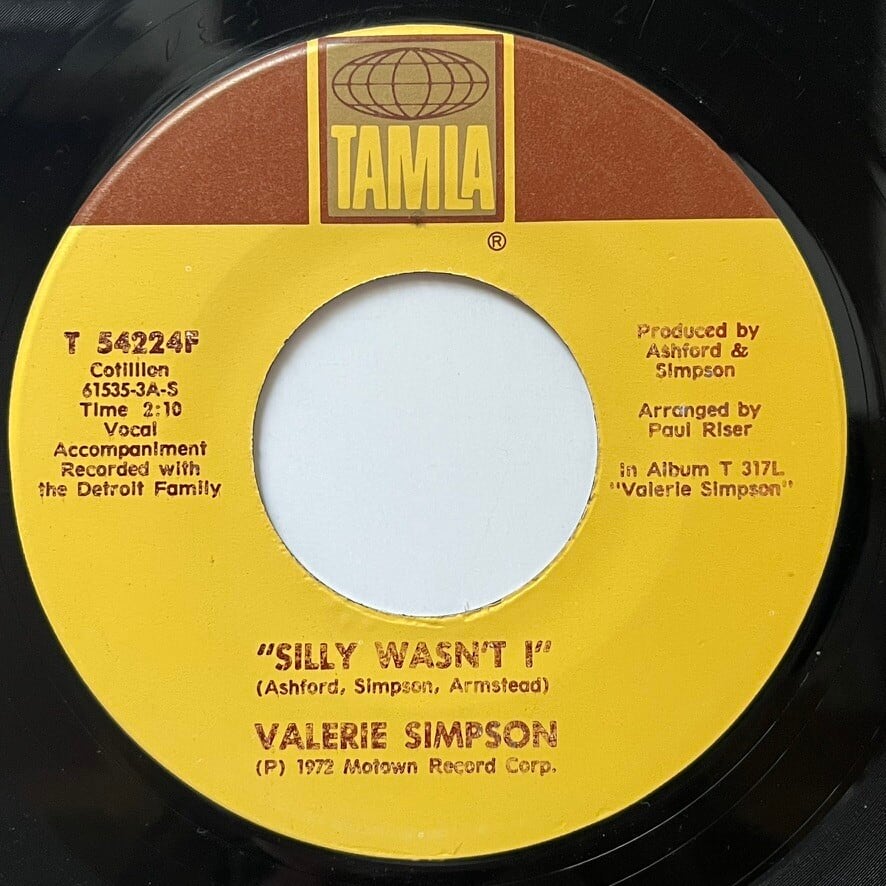 TAMLA
®
T 54224F
Cotillion
61535-3A-S
Time 2:10
Vocal
Accompaniment
Recorded with
the Detroit Family
Produced by
Ashford &
Simpson
Arranged by
Paul Riser
in Album T 317L
"Valerie Simpson"
"SILLY WASN'T I"
(Ashford, Simpson, Armstead)
VALERIE SIMPSON
(P) 1972 Motown Record Corp.